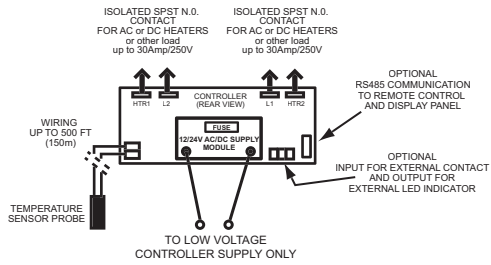 ISOLATED SPST N.0.
CONTACT
FOR AC or DC HEATERS
or other load
up to 30Amp/250V
ISOLATED SPST N.0.
CONTACT
FOR AC or DC HEATERS
or other load
up to 30Amp/250V
HTR1
L2
CONTROLLER
(REAR VIEW)
L1
HTR2
OPTIONAL
RS485 COMMUNICATION
TO REMOTE CONTROL
AND DISPLAY PANEL
WIRING
UP TO 500 FT
(150m)
FUSE
12/24V AC/DC SUPPLY
MODULE
OPTIONAL
INPUT FOR EXTERNAL CONTACT
AND OUTPUT FOR
EXTERNAL LED INDICATOR
TEMPERATURE
SENSOR PROBE
TO LOW VOLTAGE
CONTROLLER SUPPLY ONLY